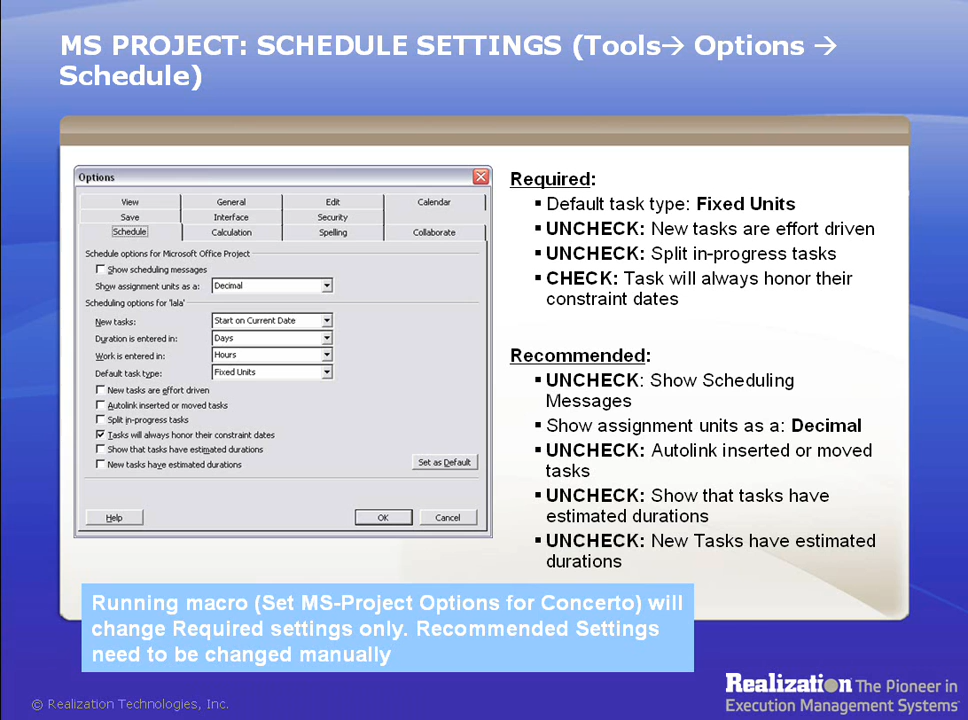 MS PROJECT: SCHEDULE SETTINGS (Tools→ Options →
Schedule)
Options
View General Edit Calendar
Save Interface Security
Schedule Calculation Spelling Collaborate
Schedule options for Microsoft Office Project
Show scheduling messages
Show assignment units as a: Decimal
Scheduling options for 'lala'
New tasks: Start on Current Date
Duration is entered in: Days
Work is entered in: Hours
Default task type: Fixed Units
New tasks are effort driven
Autolink inserted or moved tasks
Split in-progress tasks
Tasks will always honor their constraint dates
Show that tasks have estimated durations
New tasks have estimated durations
Set as Default
Help OK Cancel
Required:
▪ Default task type: Fixed Units
▪ UNCHECK: New tasks are effort driven
▪ UNCHECK: Split in-progress tasks
▪ CHECK: Task will always honor their
constraint dates
Recommended:
▪ UNCHECK: Show Scheduling
Messages
▪ Show assignment units as a: Decimal
▪ UNCHECK: Autolink inserted or moved
tasks
▪ UNCHECK: Show that tasks have
estimated durations
▪ UNCHECK: New Tasks have estimated
durations
Running macro (Set MS-Project Options for Concerto) will
change Required settings only. Recommended Settings
need to be changed manually
© Realization Technologies, Inc.
Realization The Pioneer in
Execution Management Systems